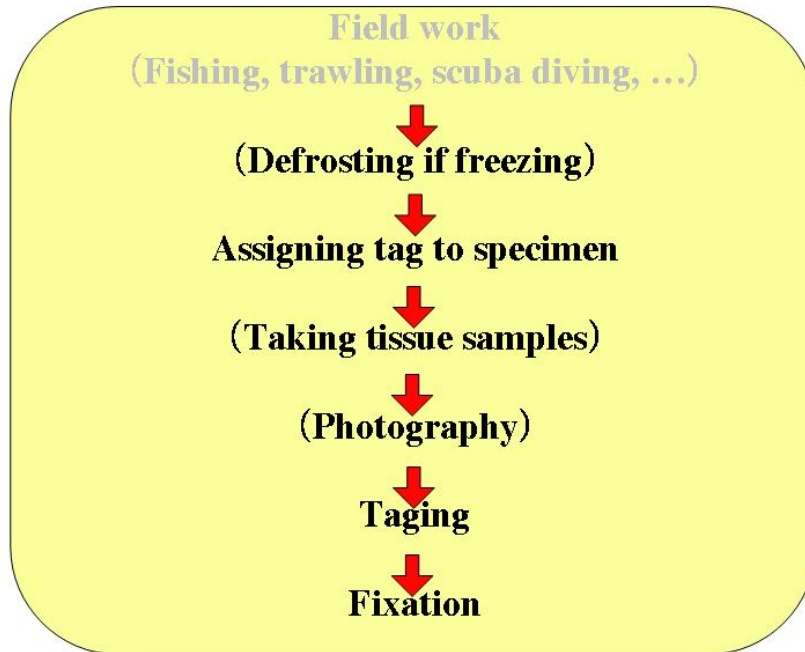 Field work
(Fishing, trawling, scuba diving, …)
(Defrosting if freezing)
Assigning tag to specimen
(Taking tissue samples)
(Photography)
Taging
Fixation